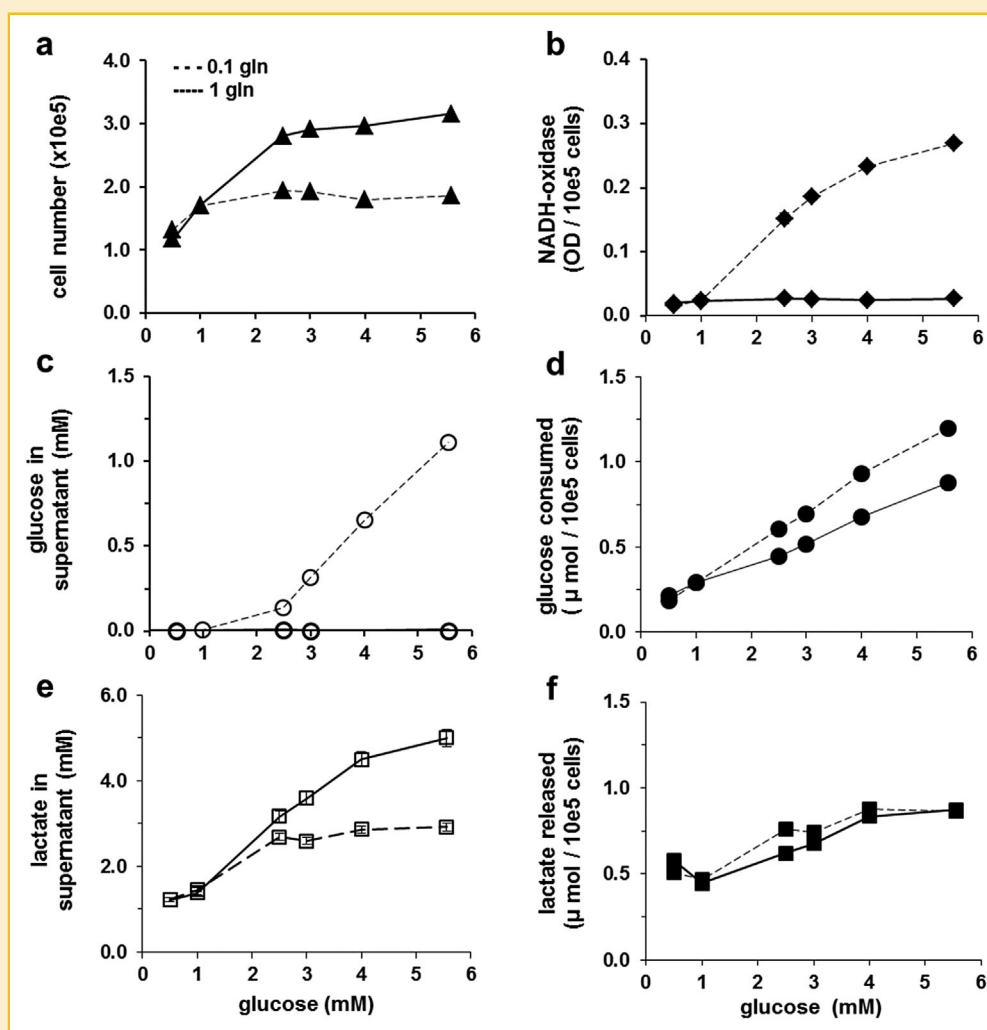 a
0.1 gln
1 gln
cell number (x10e5)
4.0
3.0
2.0
1.0
0.0
0 1 2 3 4 5 6
b
NADH-oxidase
(OD / 10e5 cells)
0.4
0.3
0.2
0.1
0.0
0 1 2 3 4 5 6
c
glucose in
supernatant (mM)
1.5
1.0
0.5
0.0
0 1 2 3 4 5 6
d
glucose consumed
( µ mol / 10e5 cells)
1.5
1.0
0.5
0.0
0 1 2 3 4 5 6
e
lactate in
supernatant (mM)
6.0
4.0
2.0
0.0
0 1 2 3 4 5 6
glucose (mM)
f
lactate released
(µ mol / 10e5 cells)
1.5
1.0
0.5
0.0
0 1 2 3 4 5 6
glucose (mM)